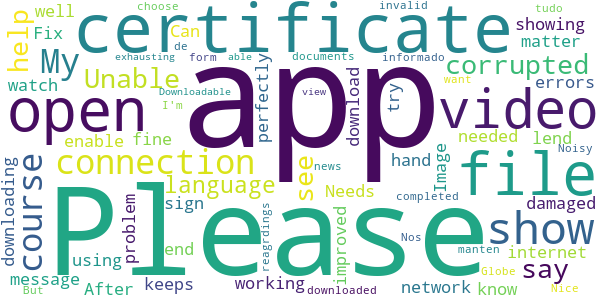 choose invalid tudo
well certificate Can
Fix de form able documents showing
help My Unable matter
exhausting informado
corrupted
watch Downloadable I'm app perfectly download try view want errors
open video
enable fine needed lend Noisy
connection see Image file
downloading course language Needs hand damaged
sign Please news completed
problem reagrdings improved Nos show
using end internet
message manten say
After keeps working network know Globe
But downloaded Nice